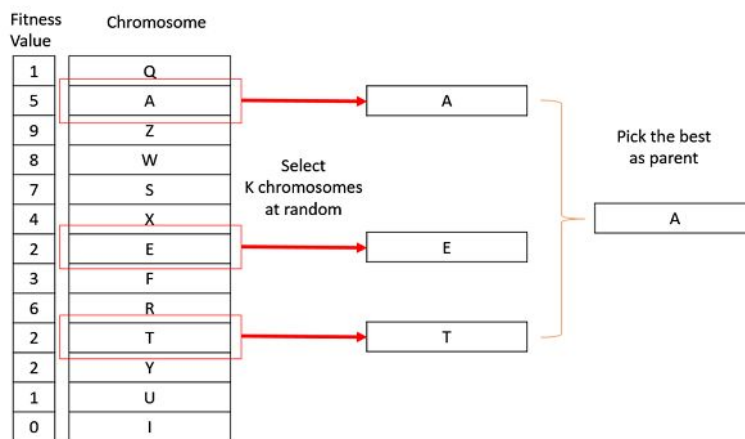 Fitness Chromosome
Value
1 Q
5 A A
9 Z
8 W
7 S
4 X
2 E E
3 F
6 R
2 T T
2 Y
1 U
0 I
Select
K chromosomes
at random
Pick the best
as parent
A